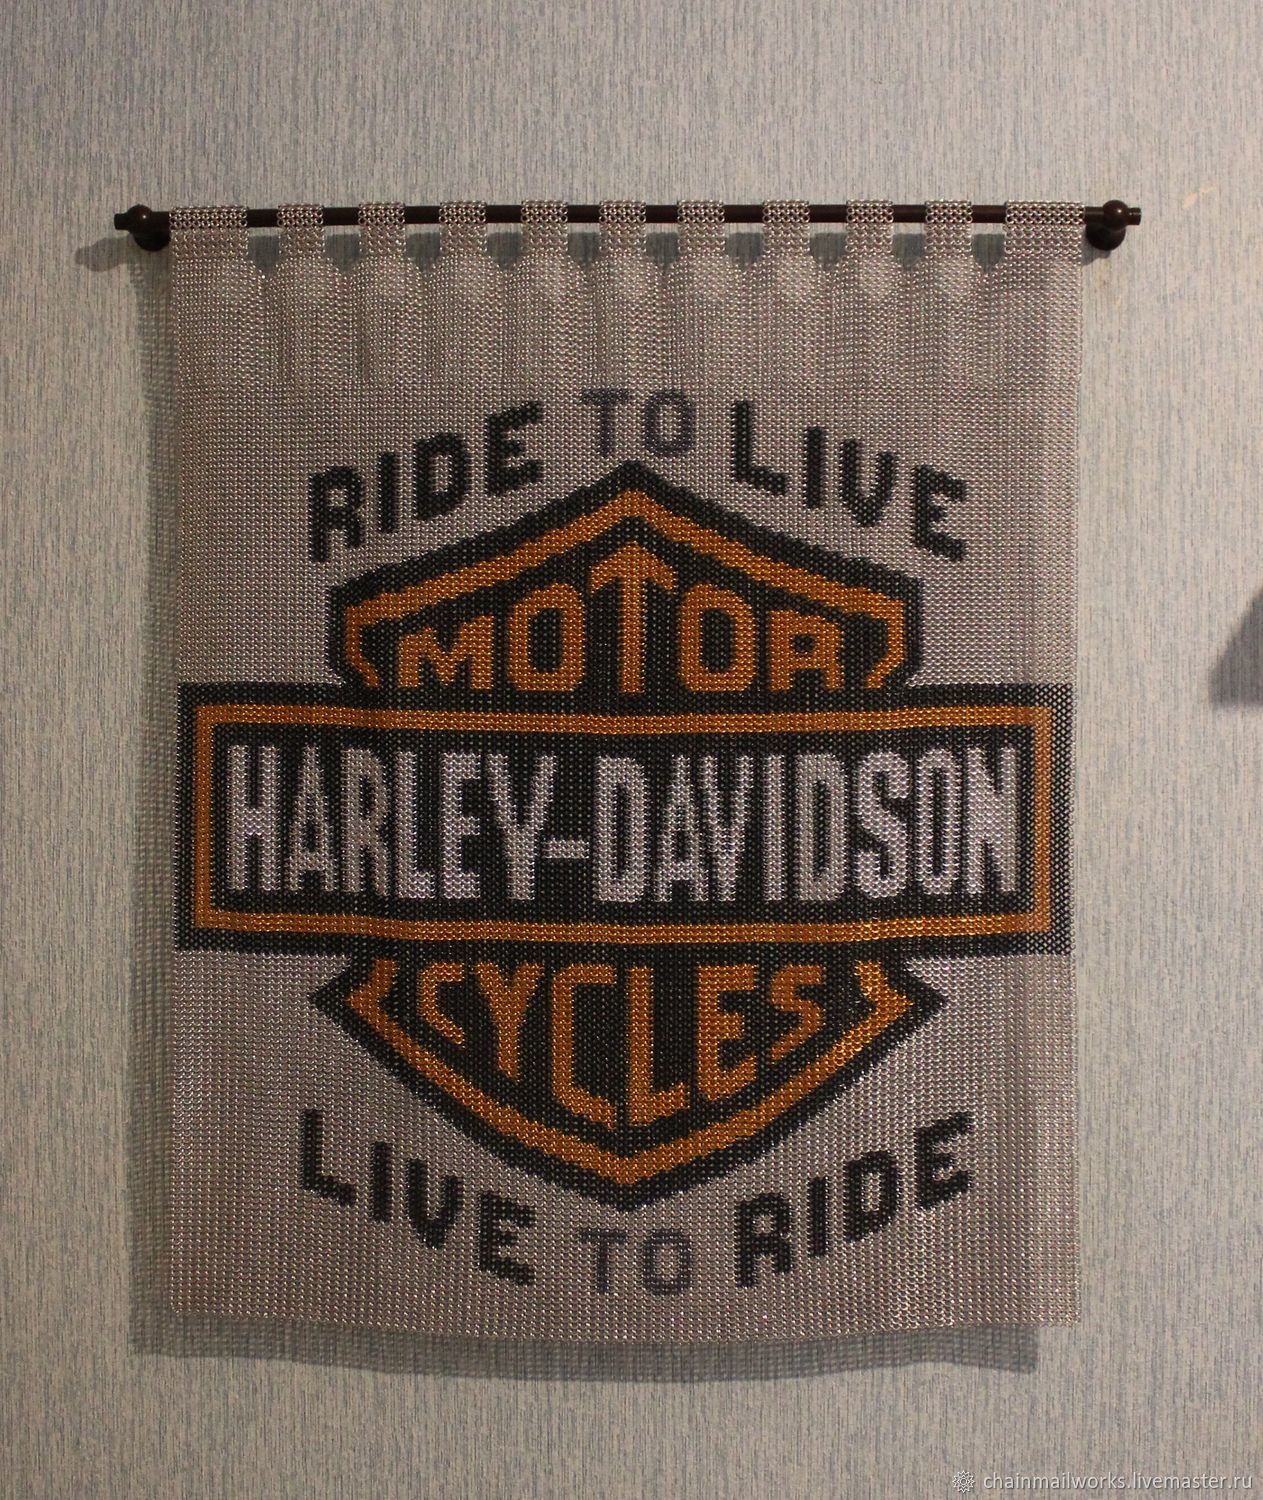 RIDE TO LIVE
MOTOR
HARLEY-DAVIDSON
CYCLES
LIVE TO RIDE
chainmailworks.livemaster.ru